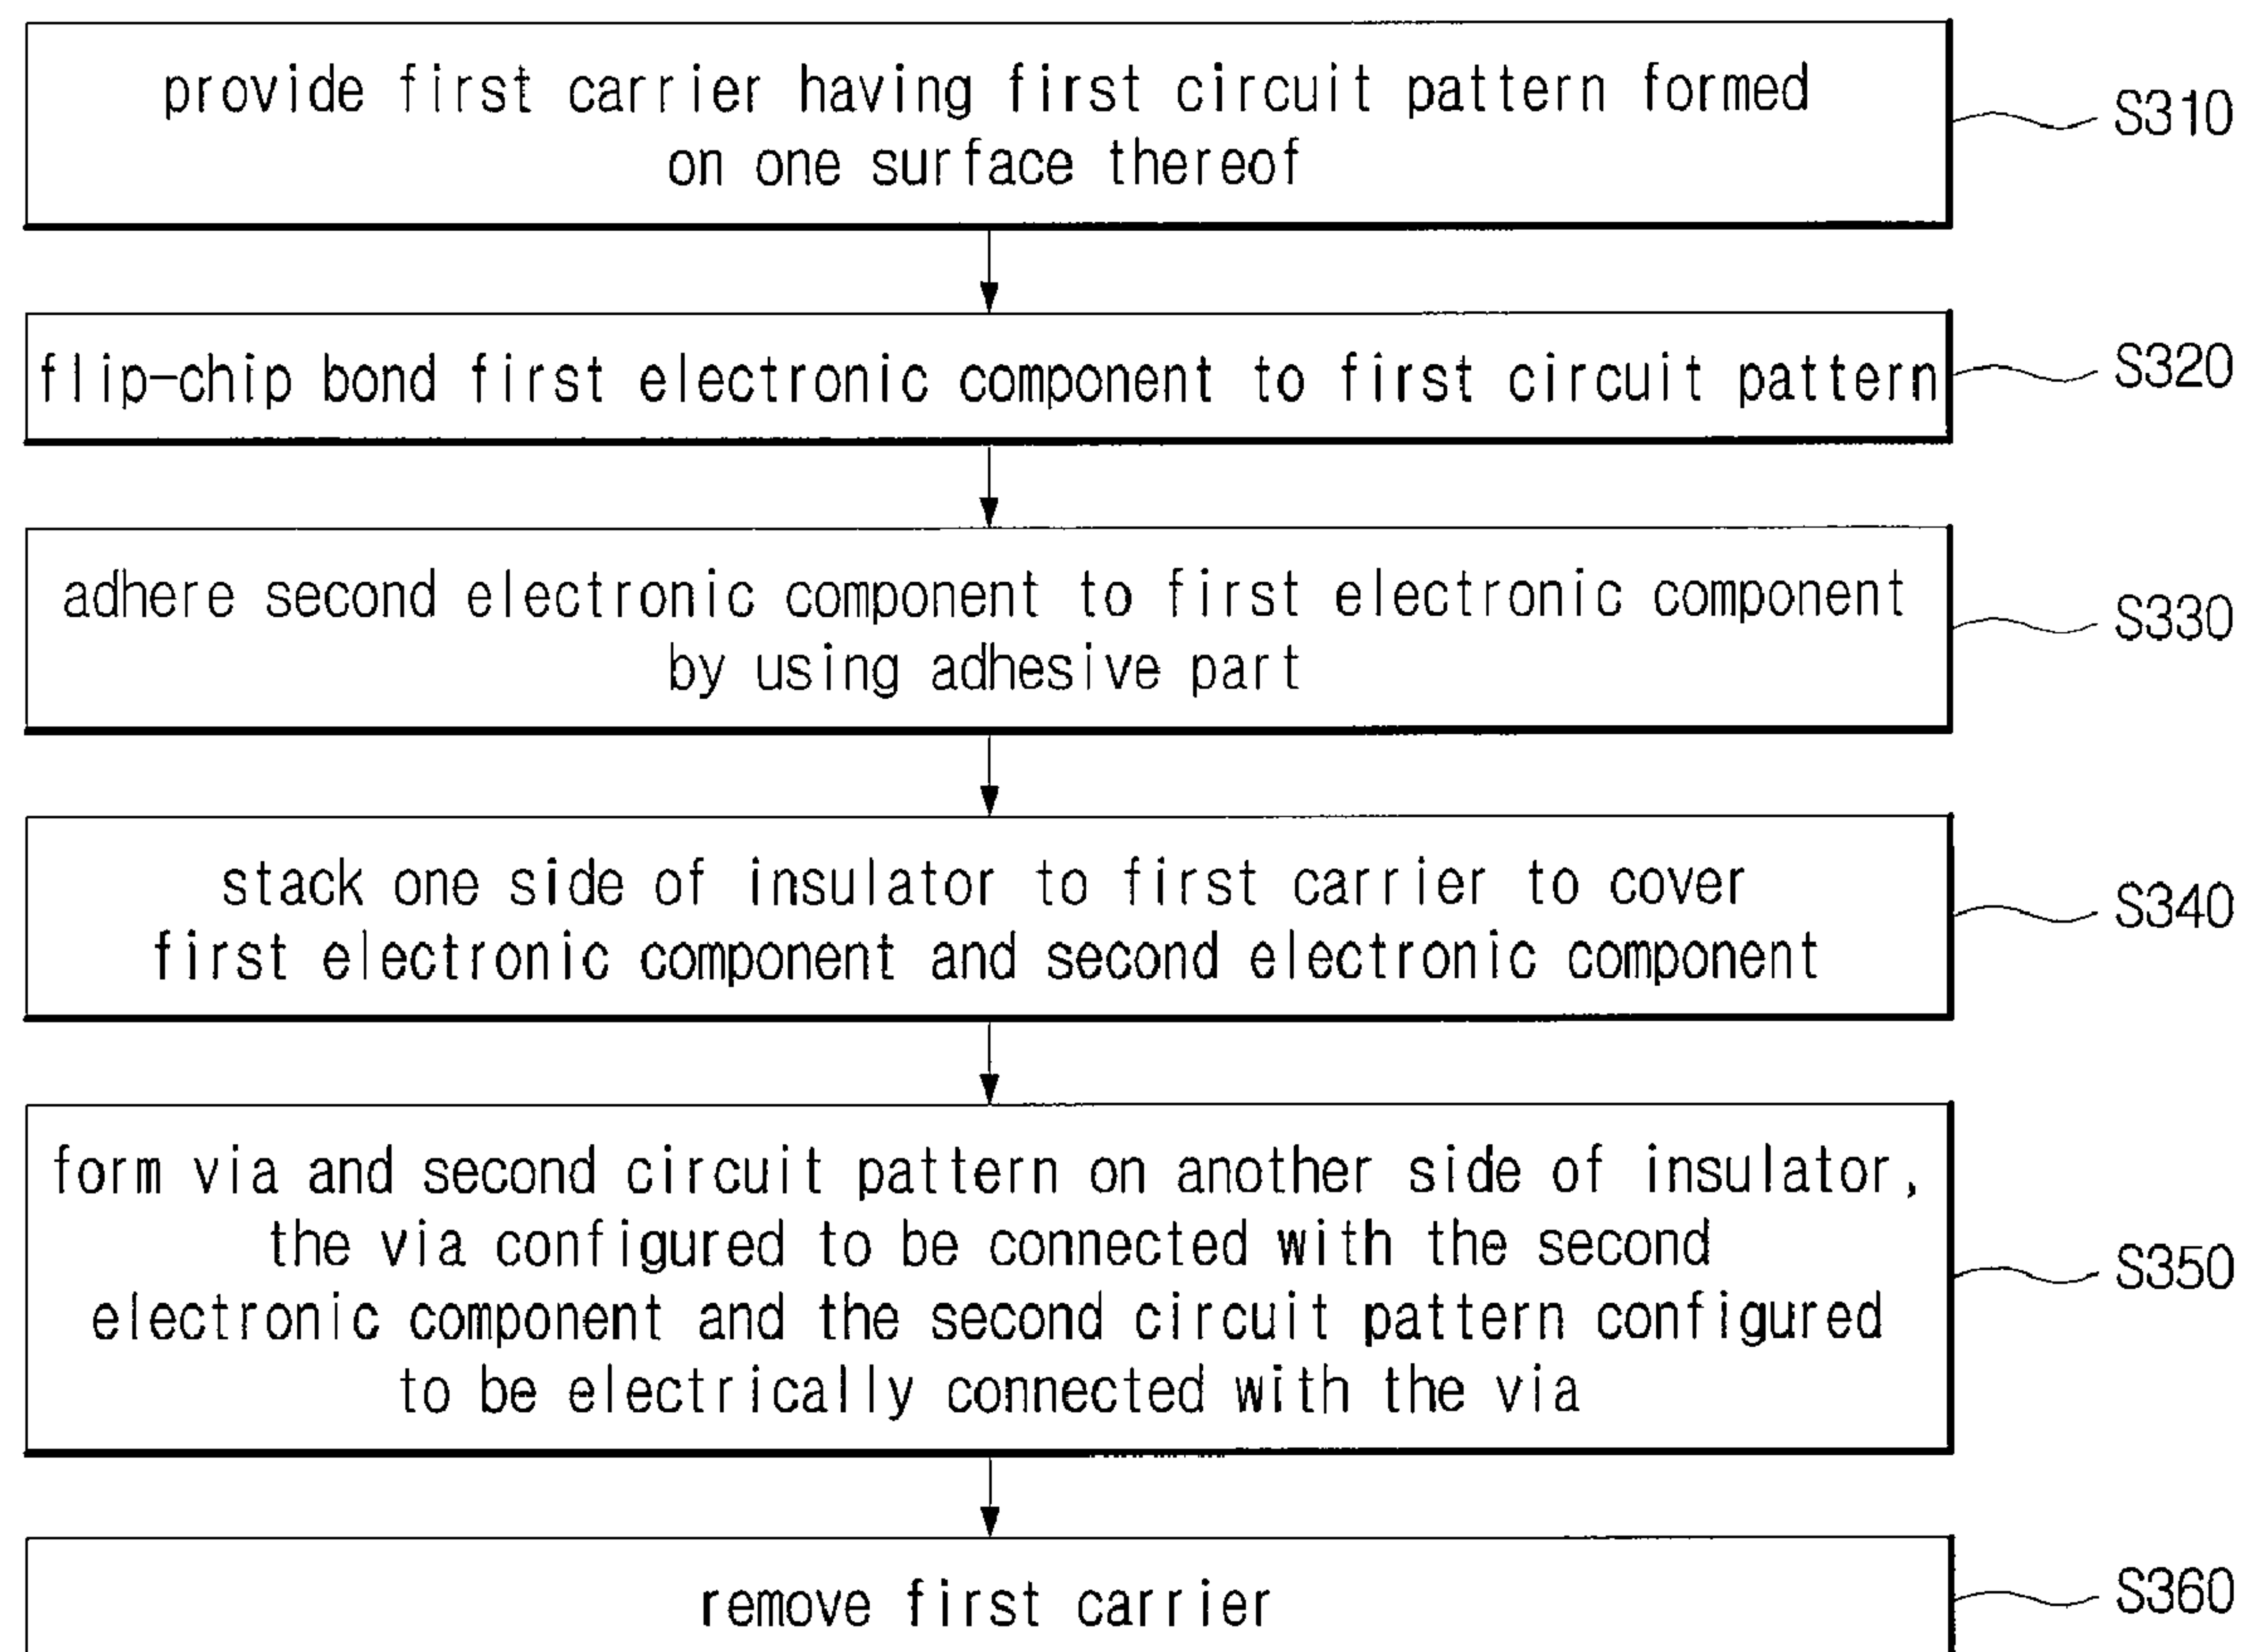 provide first carrier having first circuit pattern formed
on one surface thereof
S310
flip-chip bond first electronic component to first circuit pattern
S320
adhere second electronic component to first electronic component
by using adhesive part
S330
stack one side of insulator to first carrier to cover
first electronic component and second electronic component
S340
form via and second circuit pattern on another side of insulator,
the via configured to be connected with the second
electronic component and the second circuit pattern configured
to be electrically connected with the via
S350
remove first carrier
S360